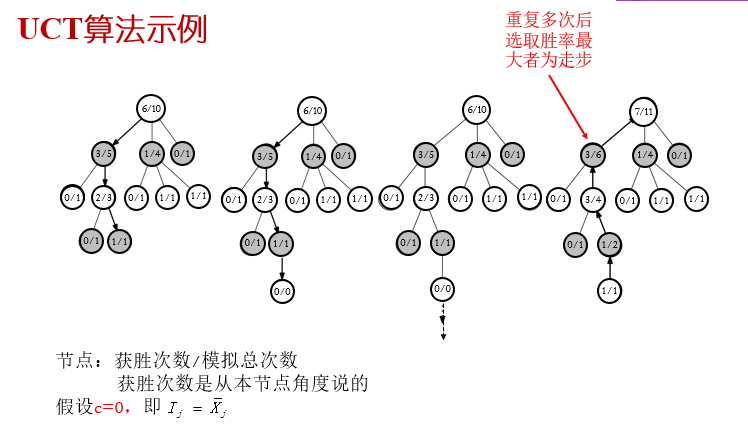 UCT算法示例
重复多次后
选取胜率最
大者为走步
6/10 6/10 6/10 7/11
3/5 1/4 0/1 3/5 1/4 0/1 3/5 1/4 0/1 3/6 1/4 0/1
0/1 2/3 0/1 1/1 1/1 0/1 2/3 0/1 1/1 1/1 0/1 2/3 0/1 1/1 1/1 0/1 3/4 0/1 1/1 1/1
0/1 1/1 0/1 1/1 0/1 1/1 0/1 1/2
0/0 0/0 1/1
节点：获胜次数/模拟总次数
获胜次数是从本节点角度说的
假设c=0，即 I_j = X̄_j